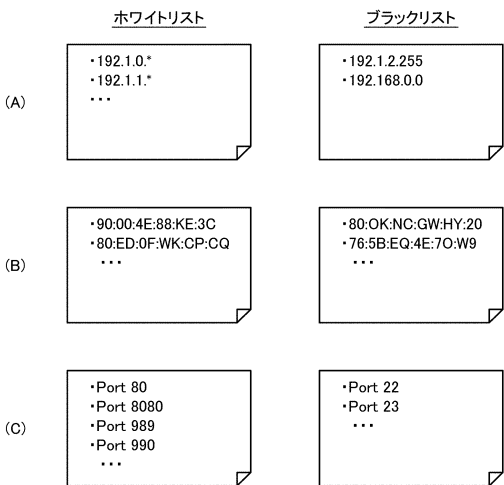 ホワイトリスト ブラックリスト
(A)
・192.1.0.*
・192.1.1.*
・・・
・192.1.2.255
・192.168.0.0
(B)
・90:00:4E:88:KE:3C
・80:ED:0F:WK:CP:CQ
・・・
・80:OK:NC:GW:HY:20
・76:5B:EQ:4E:7O:W9
・・・
(C)
・Port 80
・Port 8080
・Port 989
・Port 990
・・・
・Port 22
・Port 23
・・・